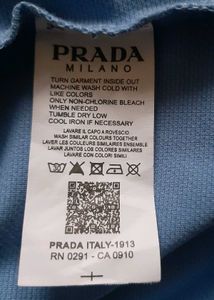 PRADA
MILANO
TURN GARMENT INSIDE OUT
MACHINE WASH COLD WITH
LIKE COLORS
ONLY NON-CHLORINE BLEACH
WHEN NEEDED
TUMBLE DRY LOW
COOL IRON IF NECESSARY
LAVARE IL CAPO A ROVESCIO
WASH SIMILAR COLOURS TOGETHER
LAVER LES COULEURS SIMILAIRES ENSEMBLE
LAVAR JUNTOS LOS COLORES SIMILARES
LAVARE CON COLORI SIMILI
PRADA ITALY-1913
RN 0291 - CA 0910